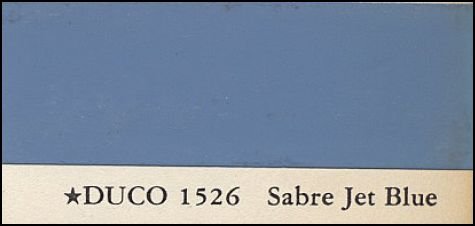 ★DUCO 1526 Sabre Jet Blue